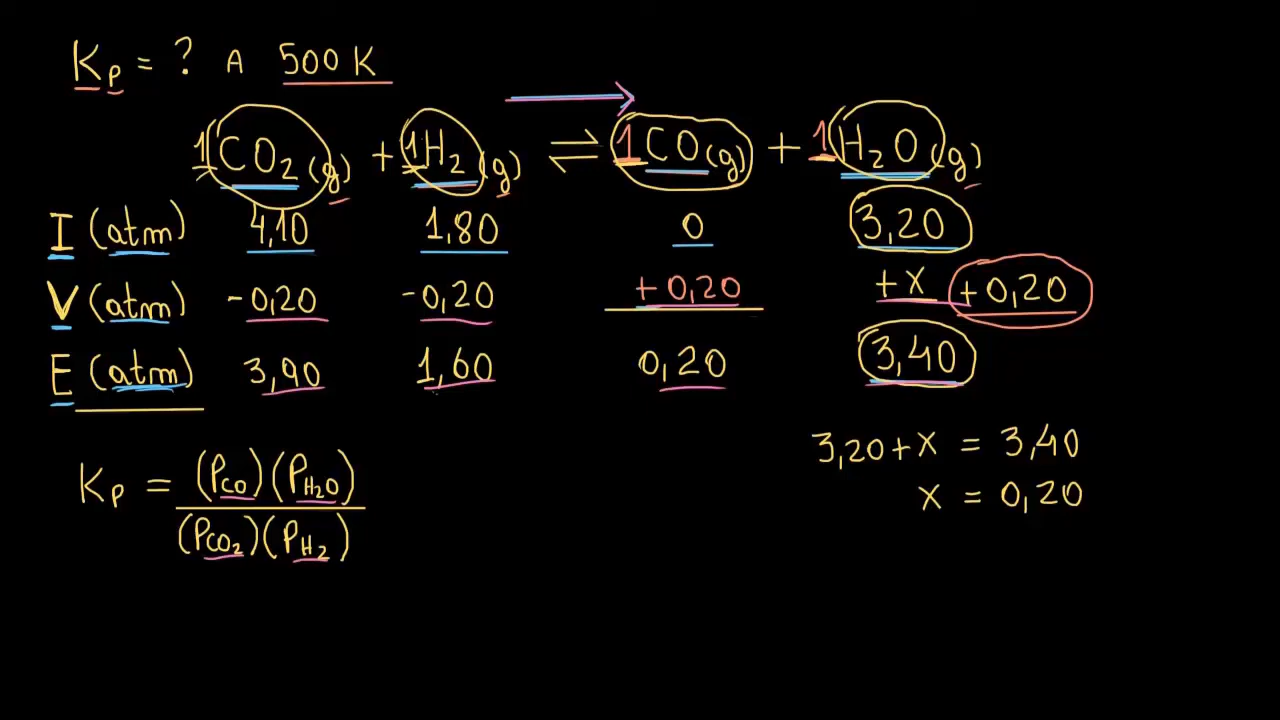 Kp = ? A 500 K
1CO₂(g) + 1H₂(g) ⇌ 1CO(g) + 1H₂O(g)
I (atm) 4,10 1,80 0 3,20
V (atm) -0,20 -0,20 +0,20 +x +0,20
E (atm) 3,90 1,60 0,20 3,40
3,20+x = 3,40
x = 0,20
Kp = (PCO)(PH₂O)
(PCO₂)(PH₂)